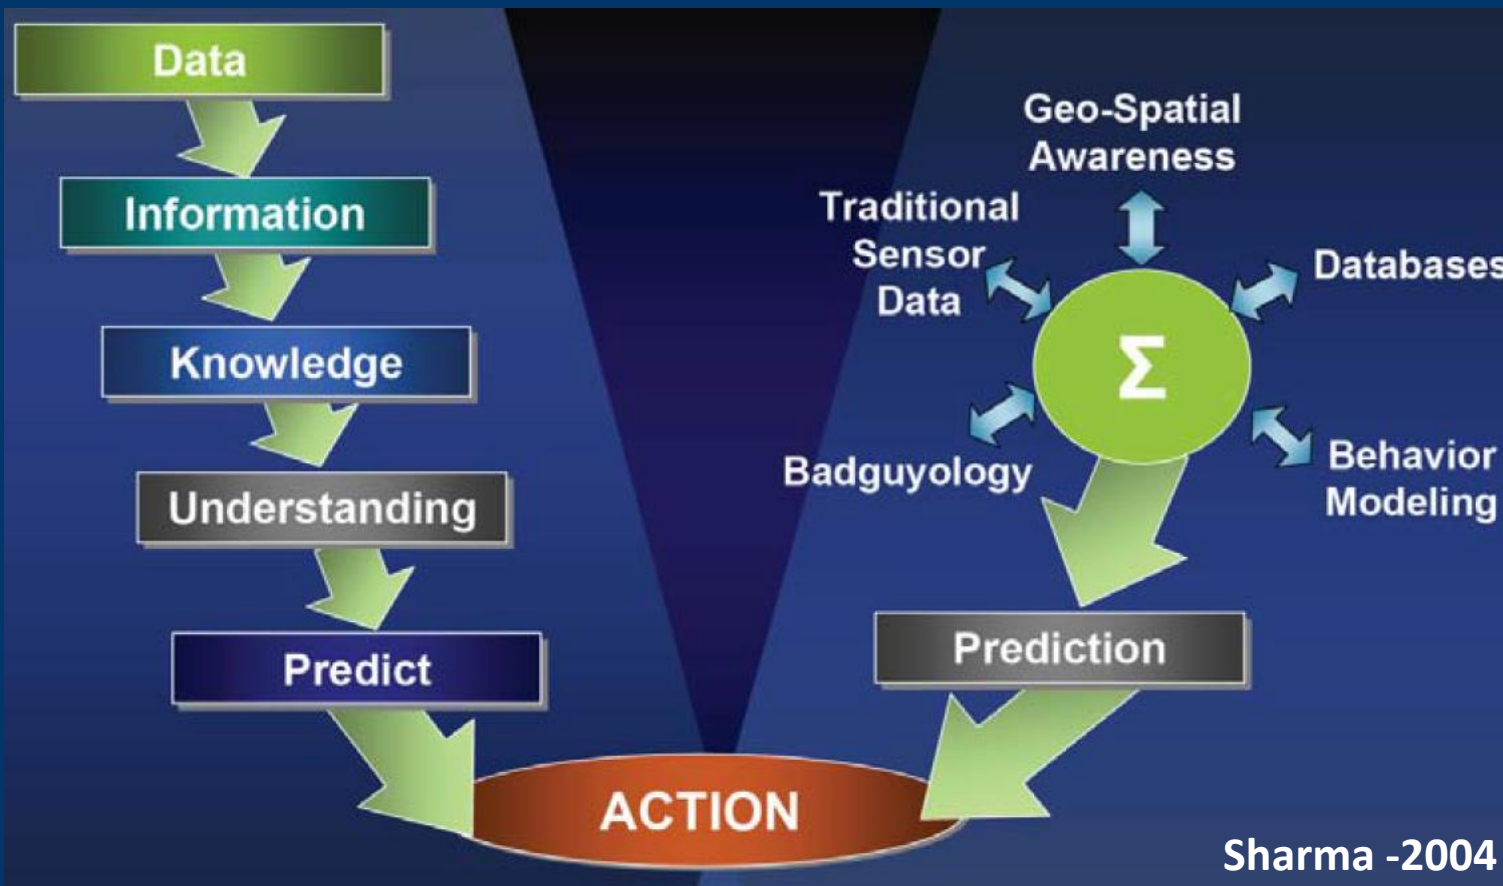 Data
Information
Knowledge
Understanding
Predict
Geo-Spatial
Awareness
Traditional
Sensor
Data
Databases
Σ
Badguyology
Behavior
Modeling
Prediction
ACTION
Sharma -2004